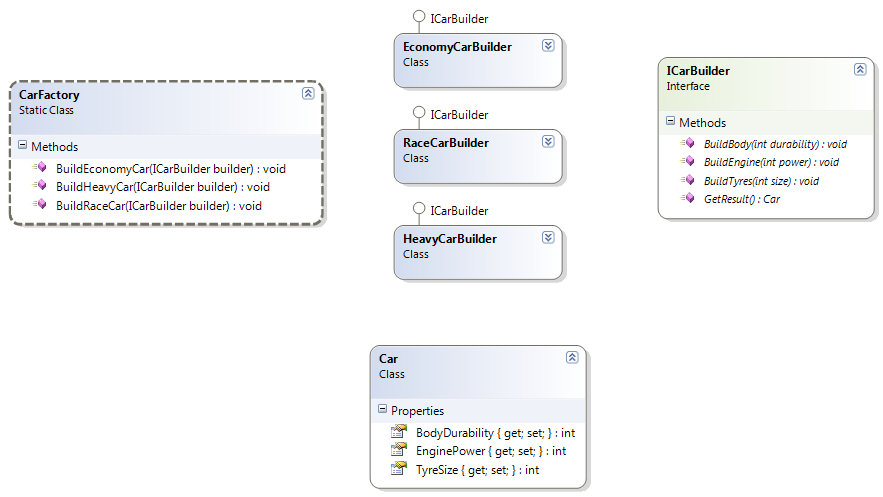 CarFactory
Static Class
Methods
BuildEconomyCar(ICarBuilder builder) : void
BuildHeavyCar(ICarBuilder builder) : void
BuildRaceCar(ICarBuilder builder) : void
ICarBuilder
EconomyCarBuilder
Class
ICarBuilder
RaceCarBuilder
Class
ICarBuilder
HeavyCarBuilder
Class
ICarBuilder
Interface
Methods
BuildBody(int durability) : void
BuildEngine(int power) : void
BuildTyres(int size) : void
GetResult() : Car
Car
Class
Properties
BodyDurability { get; set; } : int
EnginePower { get; set; } : int
TyreSize { get; set; } : int